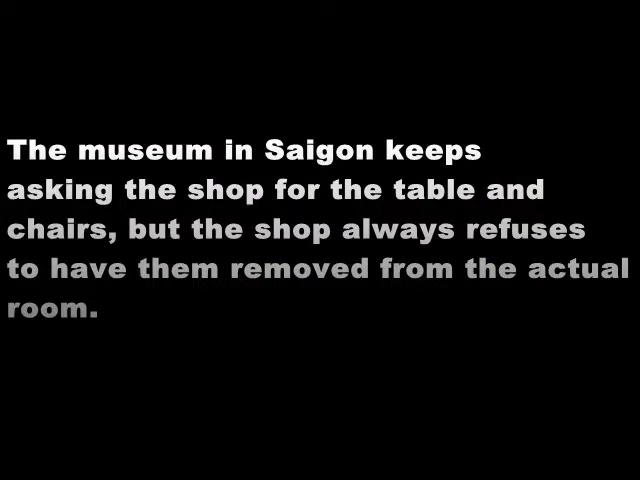 The museum in Saigon keeps
asking the shop for the table and
chairs, but the shop always refuses
to have them removed from the actual
room.